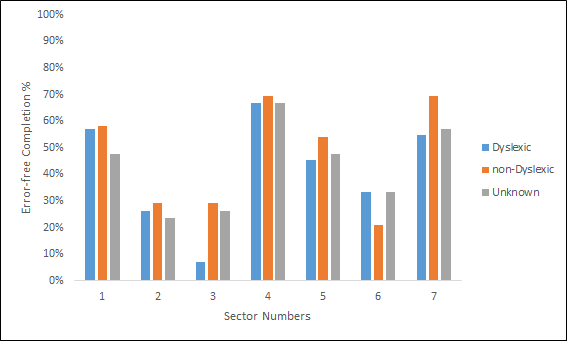 100%
90%
80%
70%
60%
50%
40%
30%
20%
10%
0%
Error-free Completion %
1 2 3 4 5 6 7
Sector Numbers
Dyslexic
non-Dyslexic
Unknown